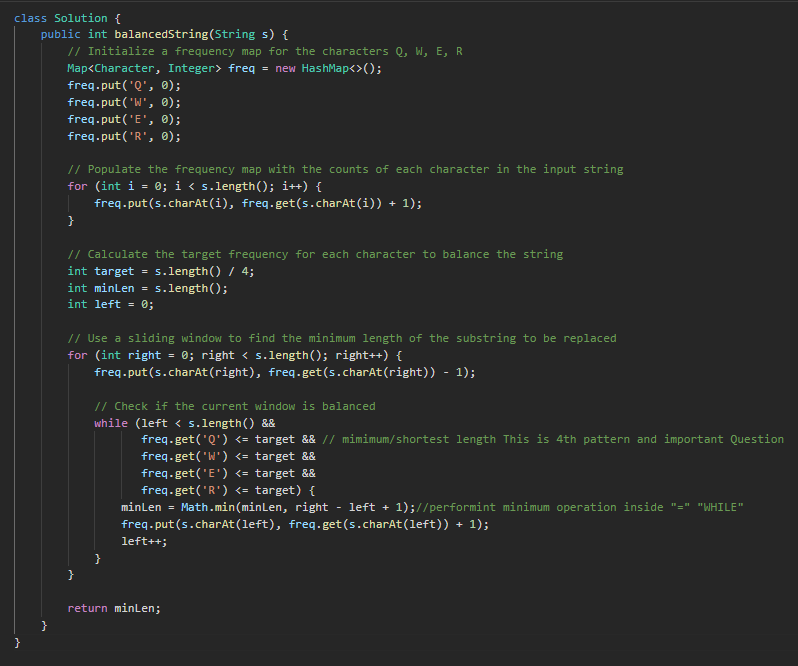 class Solution {
    public int balancedString(String s) {
        // Initialize a frequency map for the characters Q, W, E, R
        Map<Character, Integer> freq = new HashMap<>();
        freq.put('Q', 0);
        freq.put('W', 0);
        freq.put('E', 0);
        freq.put('R', 0);

        // Populate the frequency map with the counts of each character in the input string
        for (int i = 0; i < s.length(); i++) {
            freq.put(s.charAt(i), freq.get(s.charAt(i)) + 1);
        }

        // Calculate the target frequency for each character to balance the string
        int target = s.length() / 4;
        int minLen = s.length();
        int left = 0;

        // Use a sliding window to find the minimum length of the substring to be replaced
        for (int right = 0; right < s.length(); right++) {
            freq.put(s.charAt(right), freq.get(s.charAt(right)) - 1);

            // Check if the current window is balanced
            while (left < s.length() &&
                   freq.get('Q') <= target && // mimimum/shortest length This is 4th pattern and important Question
                   freq.get('W') <= target &&
                   freq.get('E') <= target &&
                   freq.get('R') <= target) {
                minLen = Math.min(minLen, right - left + 1);//performint minimum operation inside "=" "WHILE"
                freq.put(s.charAt(left), freq.get(s.charAt(left)) + 1);
                left++;
            }
        }

        return minLen;
    }
}